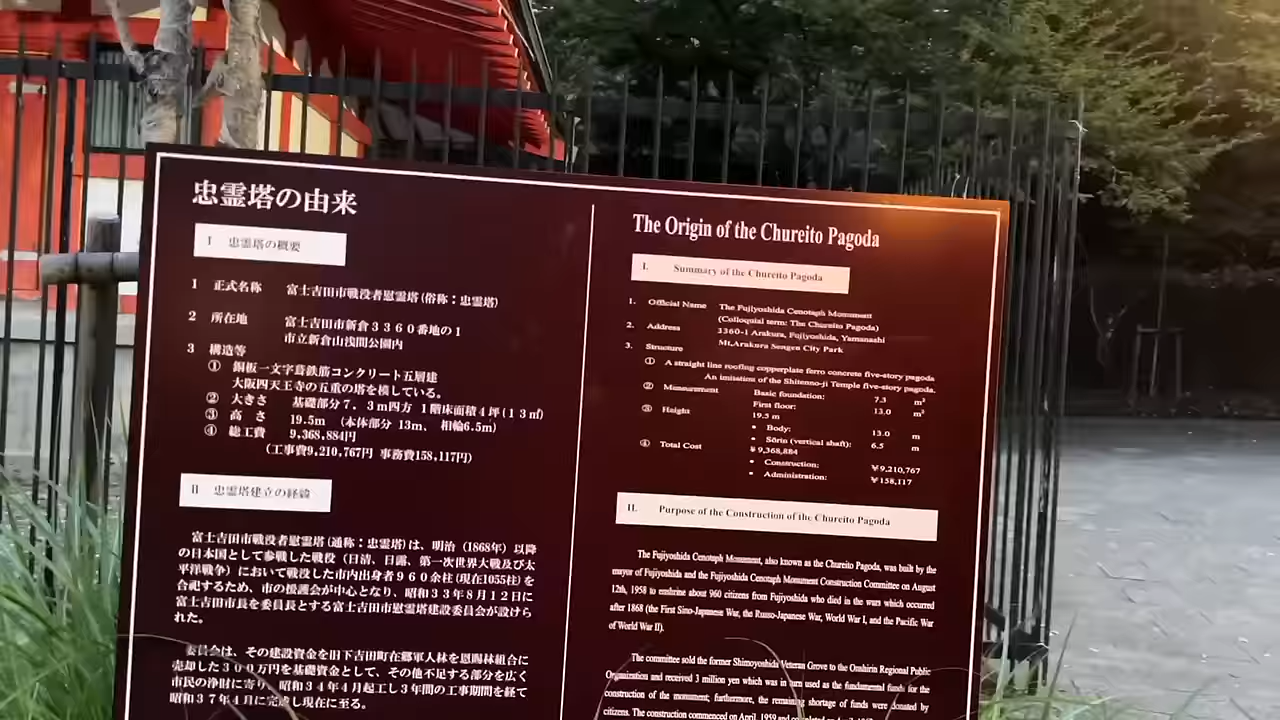 忠霊塔の由来
Ⅰ 忠霊塔の概要
1 正式名称 富士吉田市戦没者慰霊塔(俗称:忠霊塔)
2 所在地 富士吉田市新倉3360番地の1
市立新倉山浅間公園内
3 構造等
① 銅板一文字葺鉄筋コンクリート五層建
大阪四天王寺の五重の塔を模している。
② 大きさ 基礎部分7.3m四方 1階床面積4坪(13㎡)
③ 高さ 19.5m (本体部分 13m、相輪6.5m)
④ 総工費 9,368,884円
(工事費9,210,767円 事務費158,117円)
Ⅱ 忠霊塔建立の経緯
富士吉田市戦没者慰霊塔(通称:忠霊塔)は、明治(1868年)以降
の日本国として参戦した戦役(日清、日露、第一次世界大戦及び太
平洋戦争)において戦没した市内出身者960余柱(現在1055柱)を
合祀するため、市の援護会が中心となり、昭和33年8月12日に
富士吉田市長を委員長とする富士吉田市慰霊塔建設委員会が設けら
れた。
委員会は、その建設資金を旧下吉田町在郷軍人林を恩賜林組合に
売却した300万円を基礎資金として、その他不足する部分を広く
市民の浄財に寄り、昭和34年4月起工し3年間の工事期間を経て
昭和37年4月に完成し現在に至る。
The Origin of the Chureito Pagoda
I. Summary of the Chureito Pagoda
1. Official Name The Fujiyoshida Cenotaph Monument
(Colloquial term: The Chureito Pagoda)
2. Address 3360-1 Arakura, Fujiyoshida, Yamanashi
Mt.Arakura Sengen City Park
3. Structure
① A straight line roofing copperplate ferro concrete five-story pagoda
An imitation of the Shitenno-ji Temple five-story pagoda.
② Measurement Basic foundation: 7.3 m²
First floor: 13.0 m²
③ Height 19.5 m
• Body: 13.0 m
• Sōrin (vertical shaft): 6.5 m
④ Total Cost ¥9,368,884
• Construction: ¥9,210,767
• Administration: ¥158,117
II. Purpose of the Construction of the Chureito Pagoda
The Fujiyoshida Cenotaph Monument, also known as the Chureito Pagoda, was built by the
mayor of Fujiyoshida and the Fujiyoshida Cenotaph Monument Construction Committee on August
12th, 1958 to enshrine about 960 citizens from Fujiyoshida who died in the wars which occurred
after 1868 (the First Sino-Japanese War, the Russo-Japanese War, World War I, and the Pacific War
of World War II).
The committee sold the former Shimoyoshida Veteran Grove to the Onshirin Regional Public
Organization and received 3 million yen which was in turn used as the fundamental funds for the
construction of the monument; furthermore, the remaining shortage of funds were donated by
citizens. The construction commenced on April, 1959 and